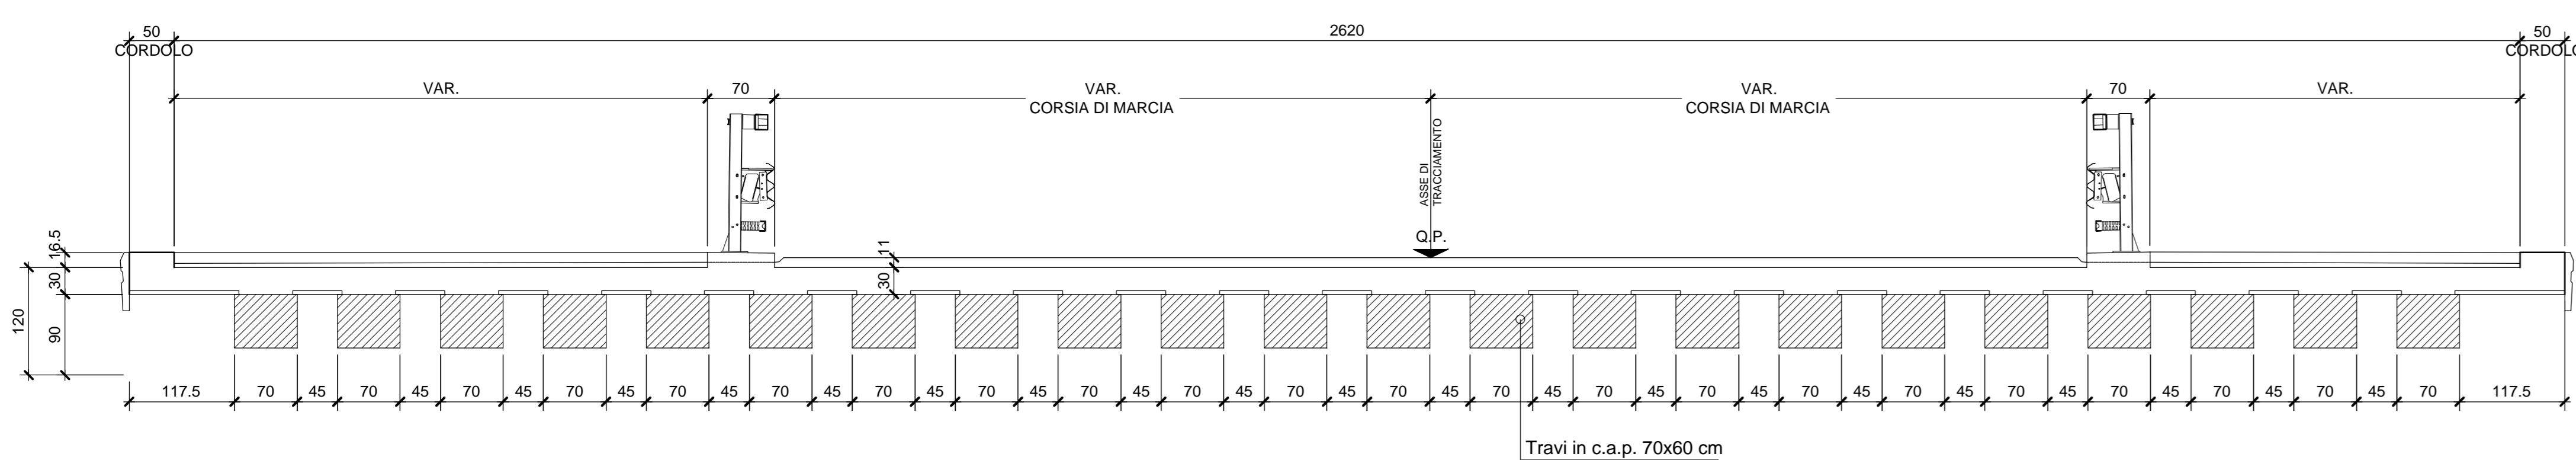 50 2620 50
CORDOLO CORDOLO
VAR. 70 VAR. VAR. 70 VAR.
CORSIA DI MARCIA CORSIA DI MARCIA
ASSE DI
TRACCIAMENTO
Q.P.
16.5 11
30 30
120 90
117.5 70 45 70 45 70 45 70 45 70 45 70 45 70 45 70 45 70 45 70 45 70 45 70 45 70 45 70 45 70 45 70 45 70 45 70 45 70 45 70 45 70 45 70 117.5
Travi in c.a.p. 70x60 cm